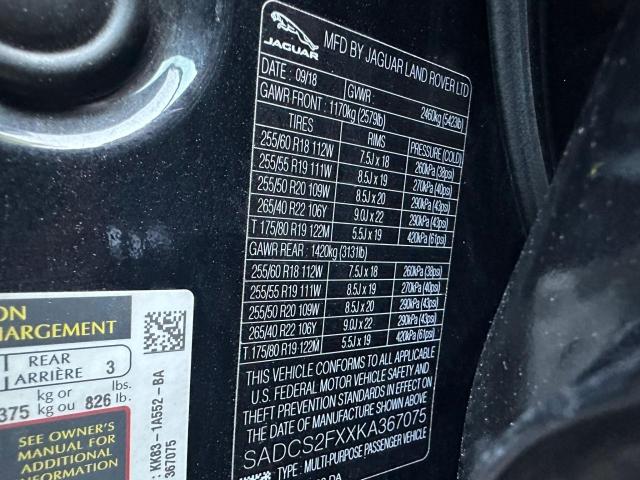 JAGUAR
MFD BY JAGUAR LAND ROVER LTD
DATE : 09/18 GVWR : 2460kg (5423lb)
GAWR FRONT : 1170kg (2579lb)
TIRES RIMS PRESSURE (COLD)
255/60 R18 112W 7.5J x 18 260kPa (38psi)
255/55 R19 111W 8.5J x 19 270kPa (40psi)
255/50 R20 109W 8.5J x 20 290kPa (43psi)
265/40 R22 106Y 9.0J x 22 290kPa (43psi)
T 175/80 R19 122M 5.5J x 19 420kPa (61psi)
GAWR REAR : 1420kg (3131lb)
255/60 R18 112W 7.5J x 18 260kPa (38psi)
255/55 R19 111W 8.5J x 19 270kPa (40psi)
255/50 R20 109W 8.5J x 20 290kPa (43psi)
265/40 R22 106Y 9.0J x 22 290kPa (43psi)
T 175/80 R19 122M 5.5J x 19 420kPa (61psi)
THIS VEHICLE CONFORMS TO ALL APPLICABLE
U.S. FEDERAL MOTOR VEHICLE SAFETY AND
THEFT PREVENTION STANDARDS IN EFFECT ON
THE DATE OF MANUFACTURE SHOWN ABOVE
SADCS2FXXKA367075
TYPE : MULTI-PURPOSE PASSENGER VEHICLE
ON
HARGEMENT
REAR
ARRIÈRE 3
kg or lbs.
375 kg ou 826 lb.
SEE OWNER'S
MANUAL FOR
: KK83-1A552-BA
367075